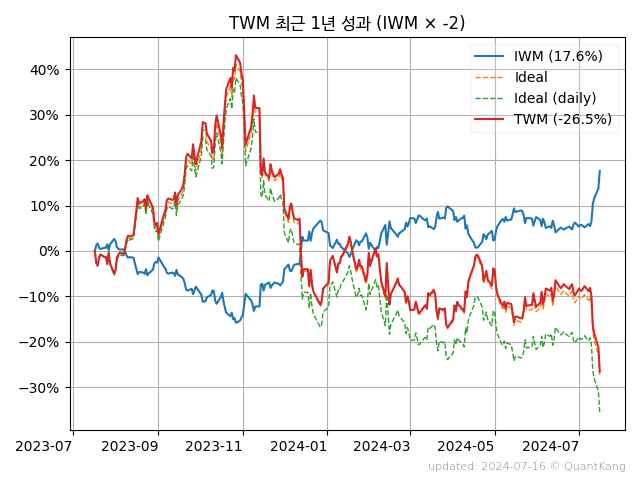 TWM 최근 1년 성과 (IWM × -2)
IWM (17.6%)
Ideal
Ideal (daily)
TWM (-26.5%)
40%
30%
20%
10%
0%
−10%
−20%
−30%
2023-07 2023-09 2023-11 2024-01 2024-03 2024-05 2024-07
updated: 2024-07-16 © QuantKang